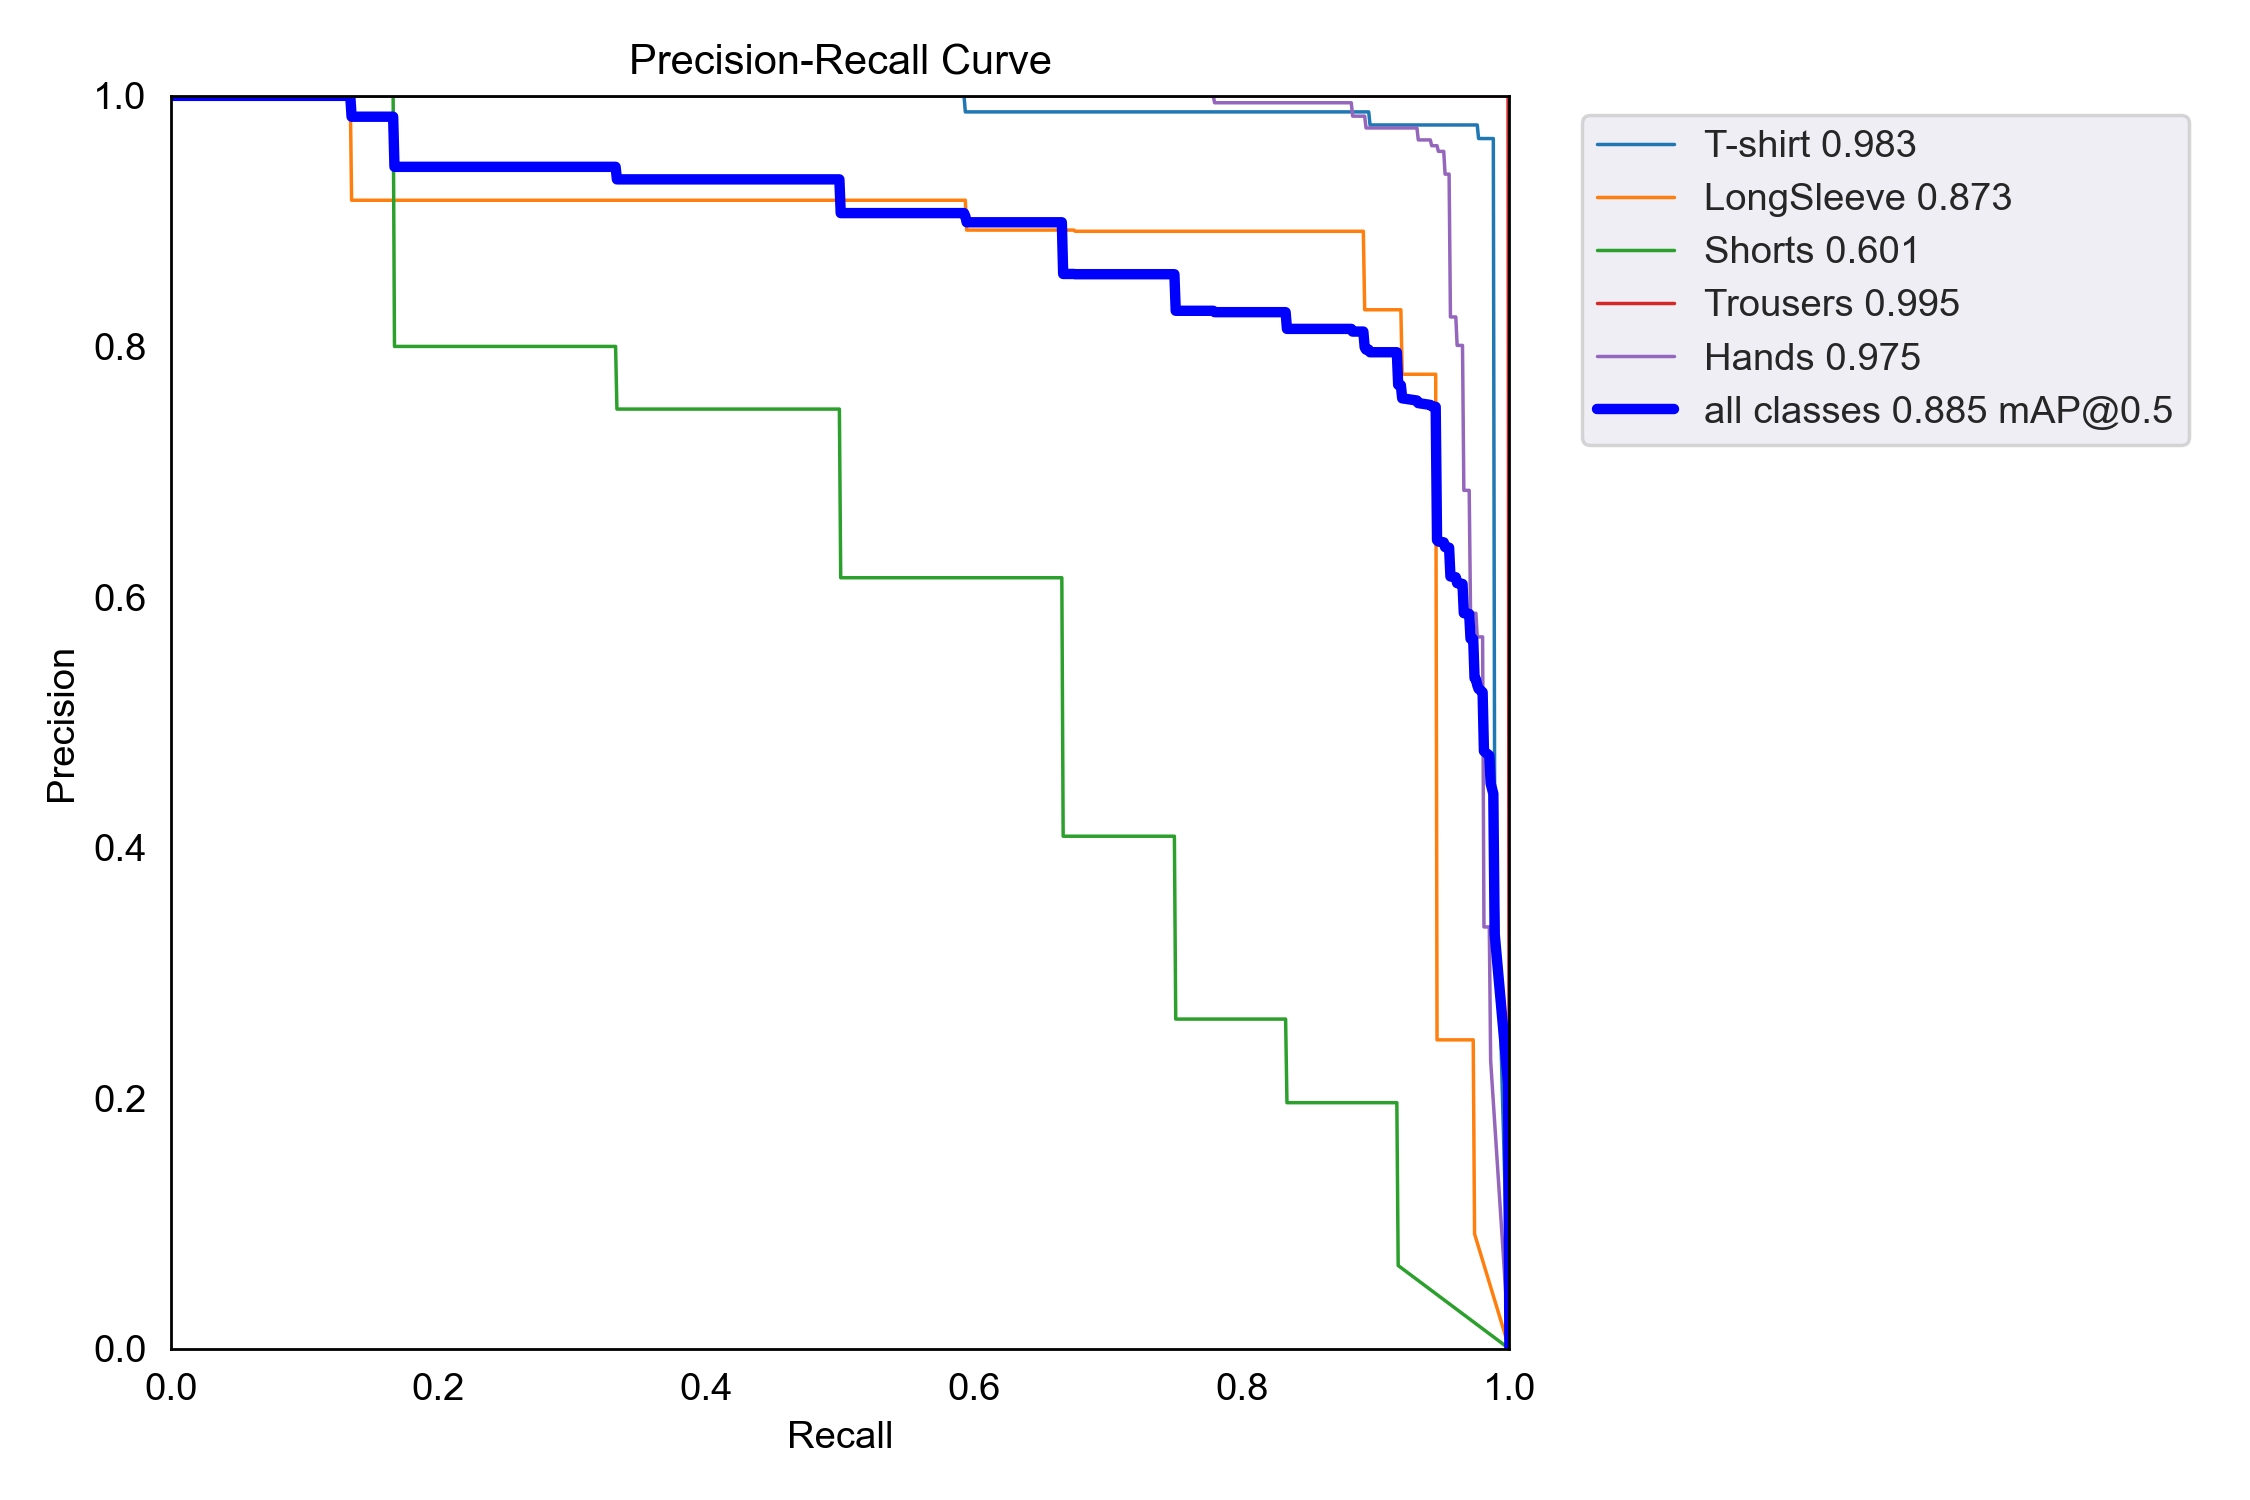 Precision-Recall Curve
1.0
0.8
0.6
0.4
0.2
0.0
Precision
0.0 0.2 0.4 0.6 0.8 1.0
Recall
T-shirt 0.983
LongSleeve 0.873
Shorts 0.601
Trousers 0.995
Hands 0.975
all classes 0.885 mAP@0.5